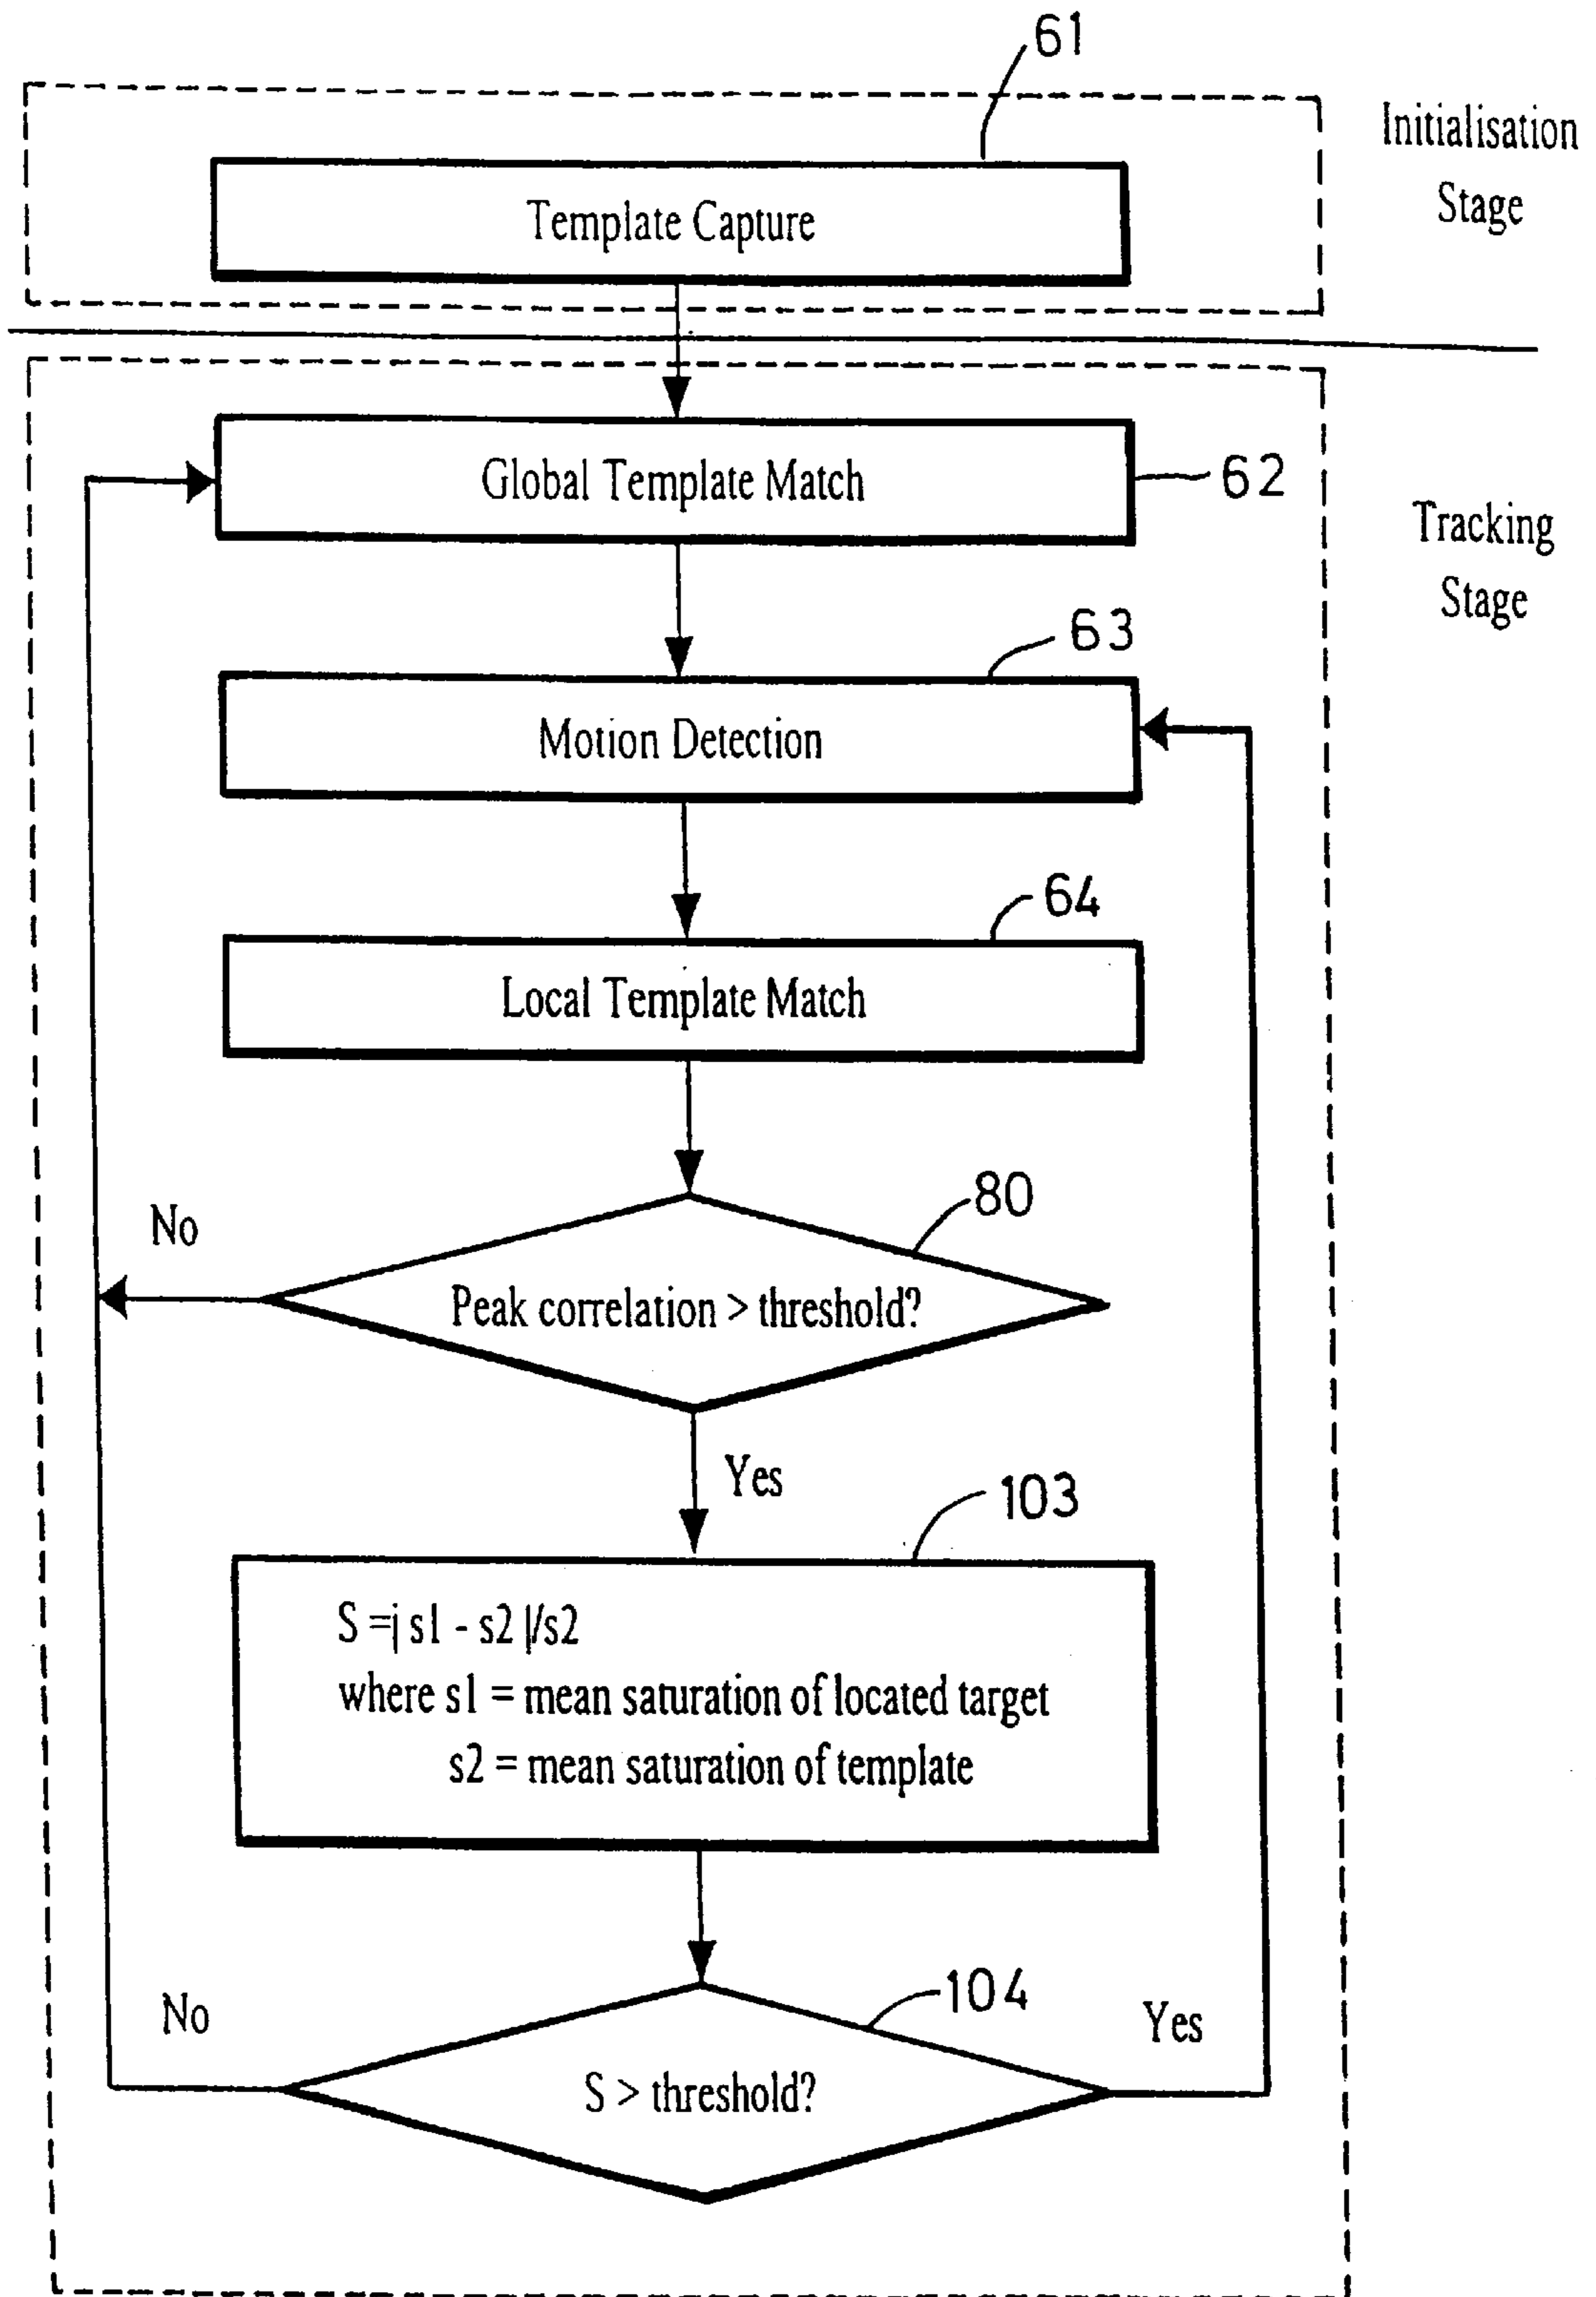 61
Initialisation
Stage
Template Capture
Global Template Match
62
Tracking
Stage
63
Motion Detection
64
Local Template Match
80
No
Peak correlation > threshold?
Yes
103
S =| s1 - s2 |/s2
where s1 = mean saturation of located target
s2 = mean saturation of template
104
No
Yes
S > threshold?